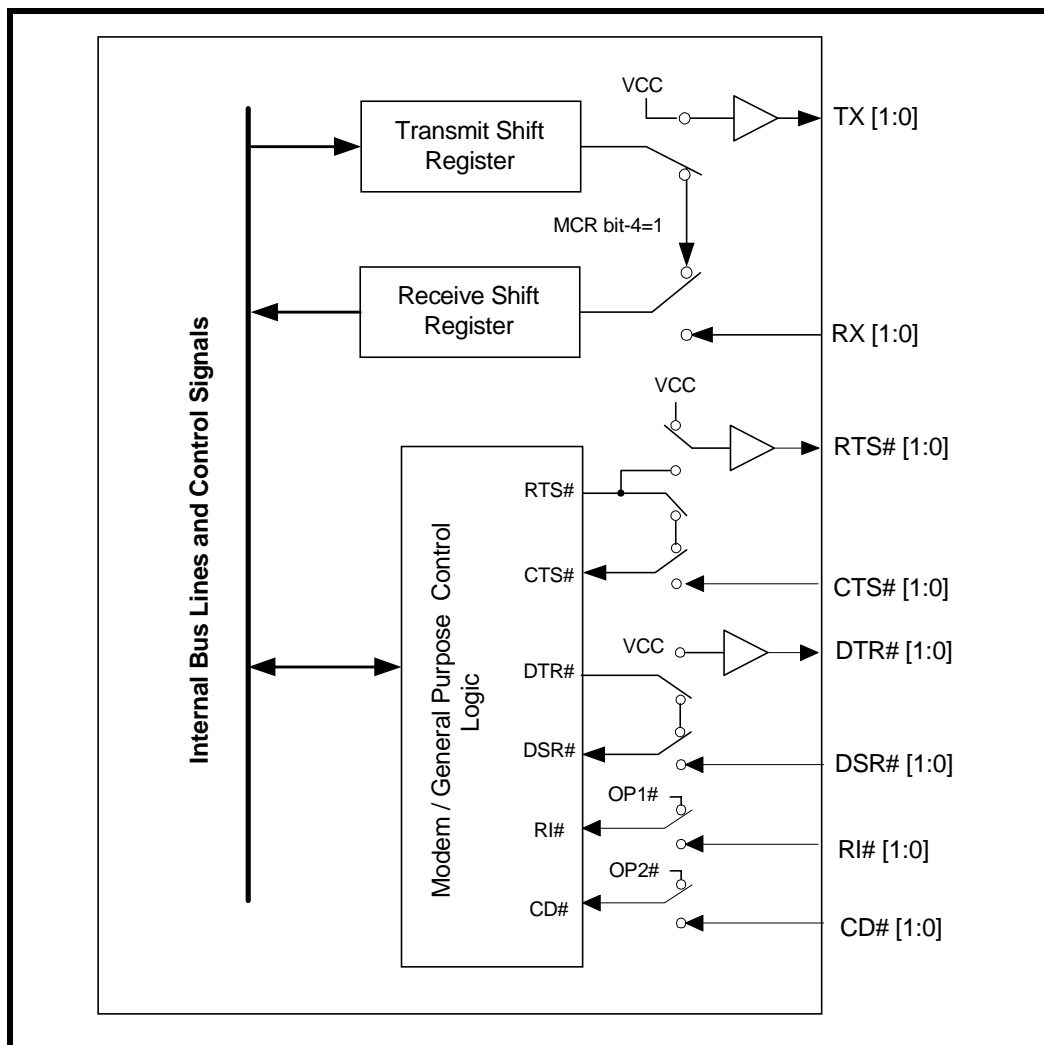 VCC
TX [1:0]
Transmit Shift
Register
MCR bit-4=1
Receive Shift
Register
RX [1:0]
Internal Bus Lines and Control Signals
VCC
RTS# [1:0]
RTS#
CTS#
CTS# [1:0]
Modem / General Purpose Control
Logic
VCC
DTR# [1:0]
DTR#
DSR#
DSR# [1:0]
OP1#
RI#
RI# [1:0]
OP2#
CD#
CD# [1:0]